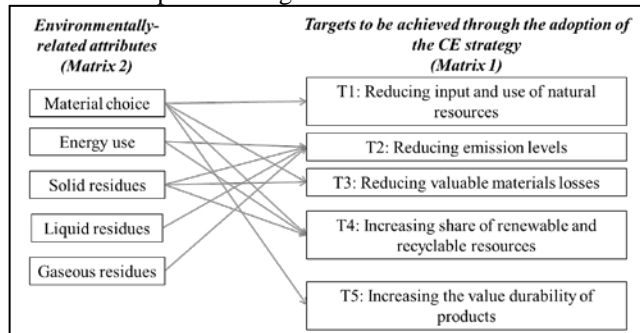 Environmentally-
related attributes
(Matrix 2)
Targets to be achieved through the adoption of
the CE strategy
(Matrix 1)
Material choice
Energy use
Solid residues
Liquid residues
Gaseous residues
T1: Reducing input and use of natural
resources
T2: Reducing emission levels
T3: Reducing valuable materials losses
T4: Increasing share of renewable and
recyclable resources
T5: Increasing the value durability of
products